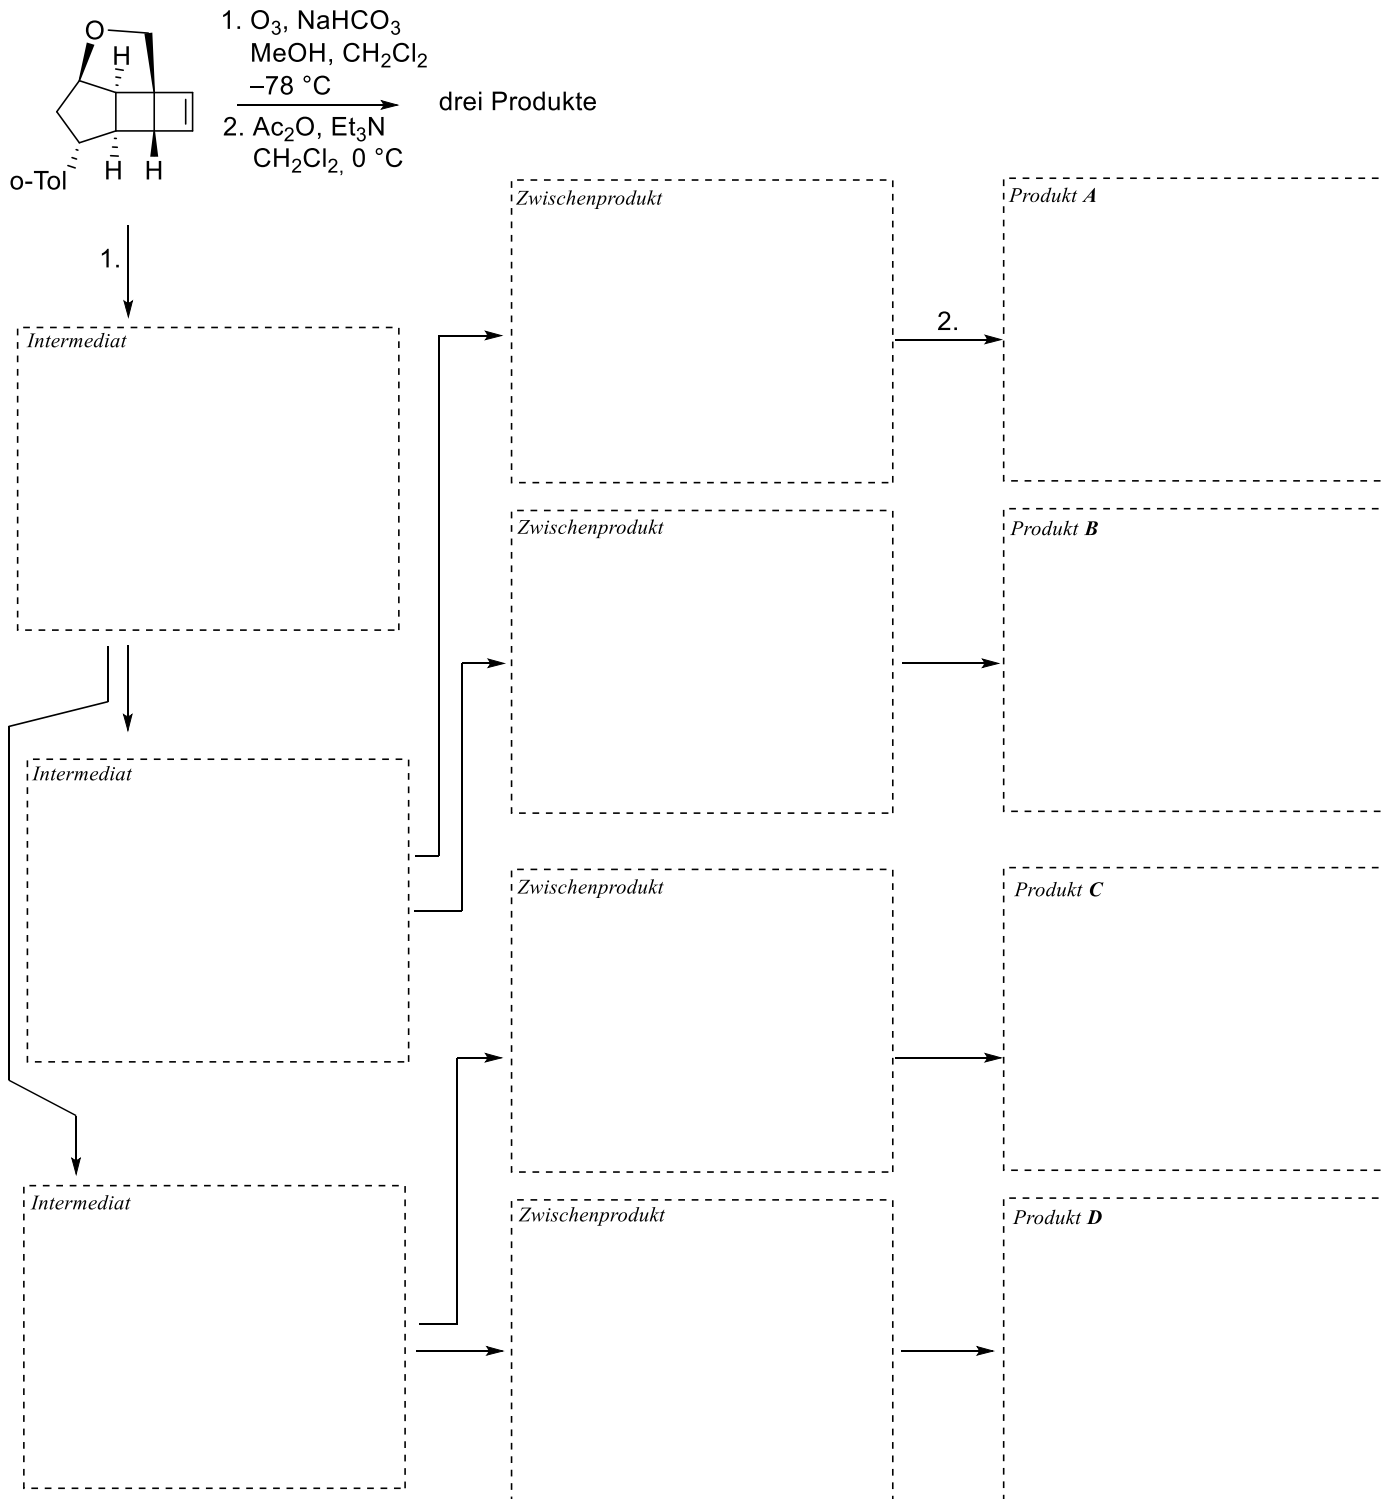 O
H
o-Tol
H
H
1. O3, NaHCO3
MeOH, CH2Cl2
–78 °C
2. Ac2O, Et3N
CH2Cl2, 0 °C
drei Produkte
1.
Intermediat
Intermediat
Intermediat
Zwischenprodukt
2.
Produkt A
Zwischenprodukt
Produkt B
Zwischenprodukt
Produkt C
Zwischenprodukt
Produkt D